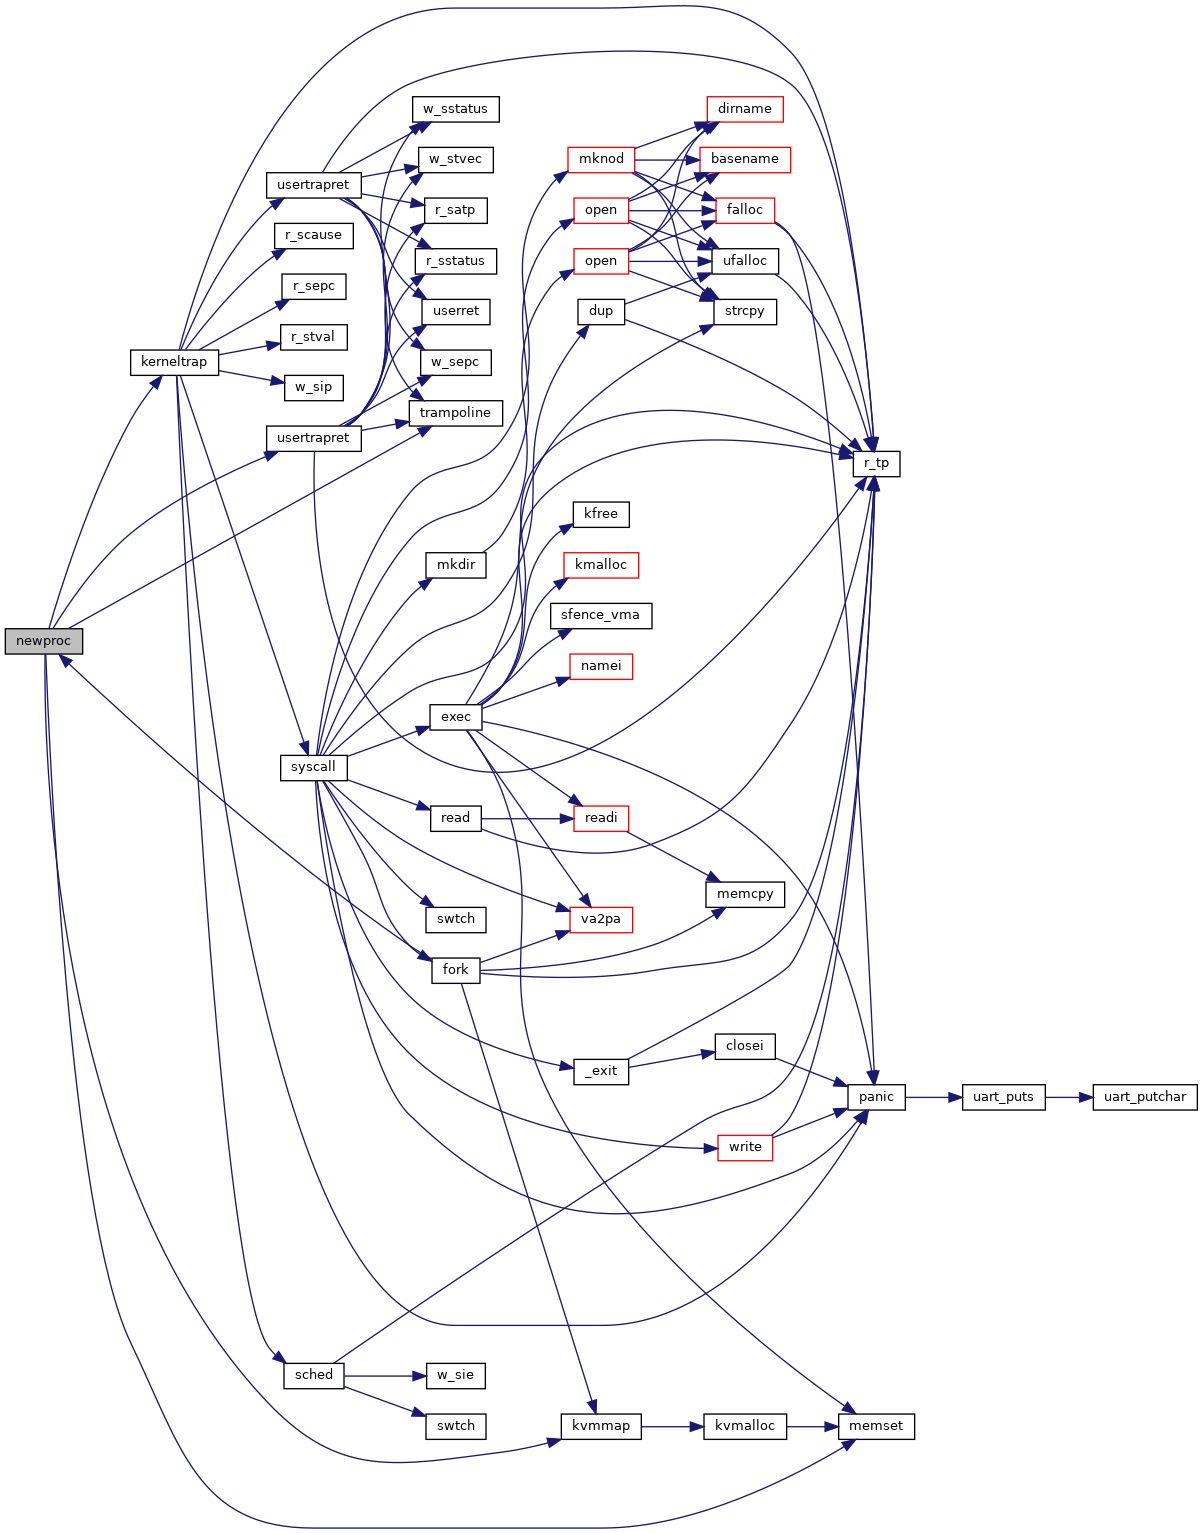 w_sstatus
dirname
w_stvec
mknod
basename
usertrapret
r_satp
open
falloc
r_scause
r_sstatus
open
ufalloc
r_sepc
userret
dup
strcpy
r_stval
kerneltrap
w_sepc
w_sip
trampoline
usertrapret
r_tp
kfree
mkdir
kmalloc
sfence_vma
newproc
namei
exec
syscall
read
readi
memcpy
swtch
va2pa
fork
closei
_exit
panic
uart_puts
uart_putchar
write
sched
w_sie
swtch
kvmmap
kvmalloc
memset